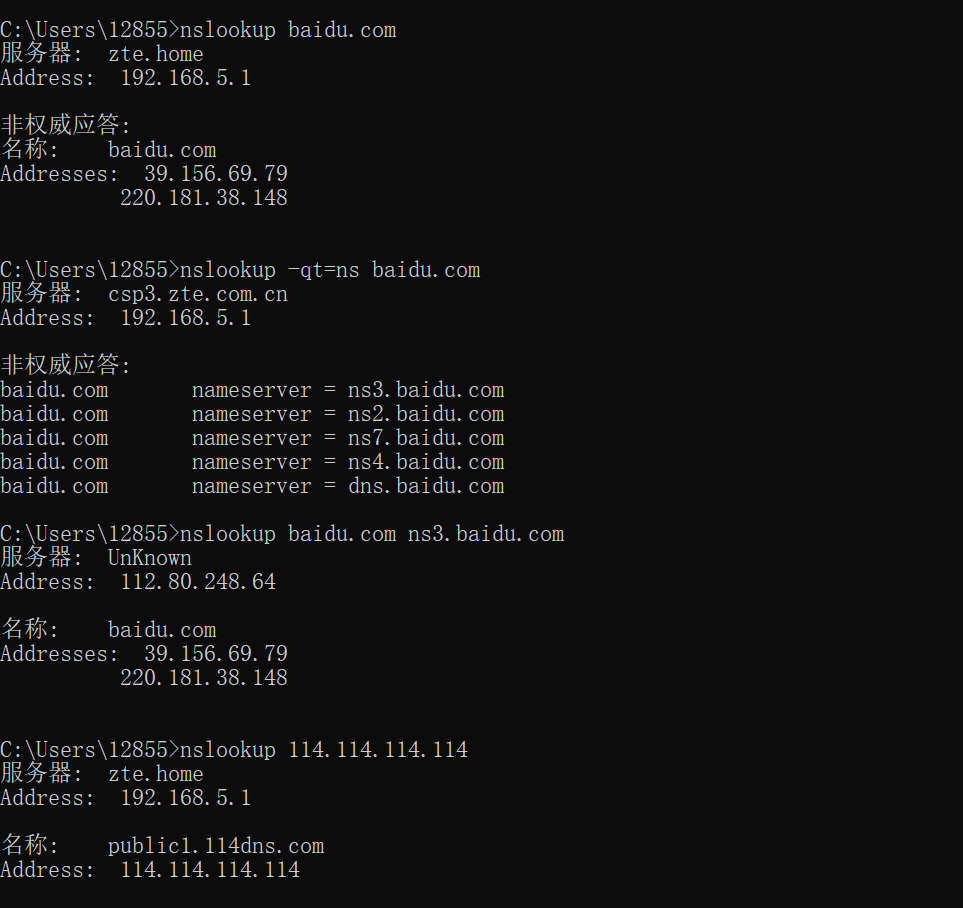 C:\Users\12855>nslookup baidu.com
服务器:  zte.home
Address:  192.168.5.1

非权威应答:
名称:    baidu.com
Addresses:  39.156.69.79
          220.181.38.148


C:\Users\12855>nslookup -qt=ns baidu.com
服务器:  csp3.zte.com.cn
Address:  192.168.5.1

非权威应答:
baidu.com       nameserver = ns3.baidu.com
baidu.com       nameserver = ns2.baidu.com
baidu.com       nameserver = ns7.baidu.com
baidu.com       nameserver = ns4.baidu.com
baidu.com       nameserver = dns.baidu.com

C:\Users\12855>nslookup baidu.com ns3.baidu.com
服务器:  UnKnown
Address:  112.80.248.64

名称:    baidu.com
Addresses:  39.156.69.79
          220.181.38.148


C:\Users\12855>nslookup 114.114.114.114
服务器:  zte.home
Address:  192.168.5.1

名称:    public1.114dns.com
Address:  114.114.114.114